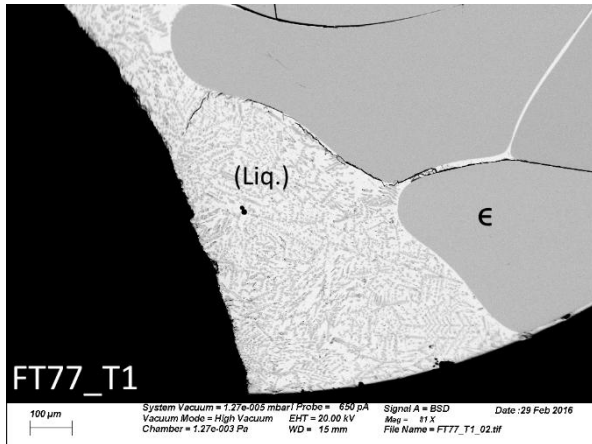 (Liq.)
ϵ
FT77_T1
100 µm
System Vacuum = 1.27e-005 mbar I Probe = 650 pA Signal A = BSD Date :29 Feb 2016
Vacuum Mode = High Vacuum EHT = 20.00 kV Mag = 81 X
Chamber = 1.27e-003 Pa WD = 15 mm File Name = FT77_T1_02.tif